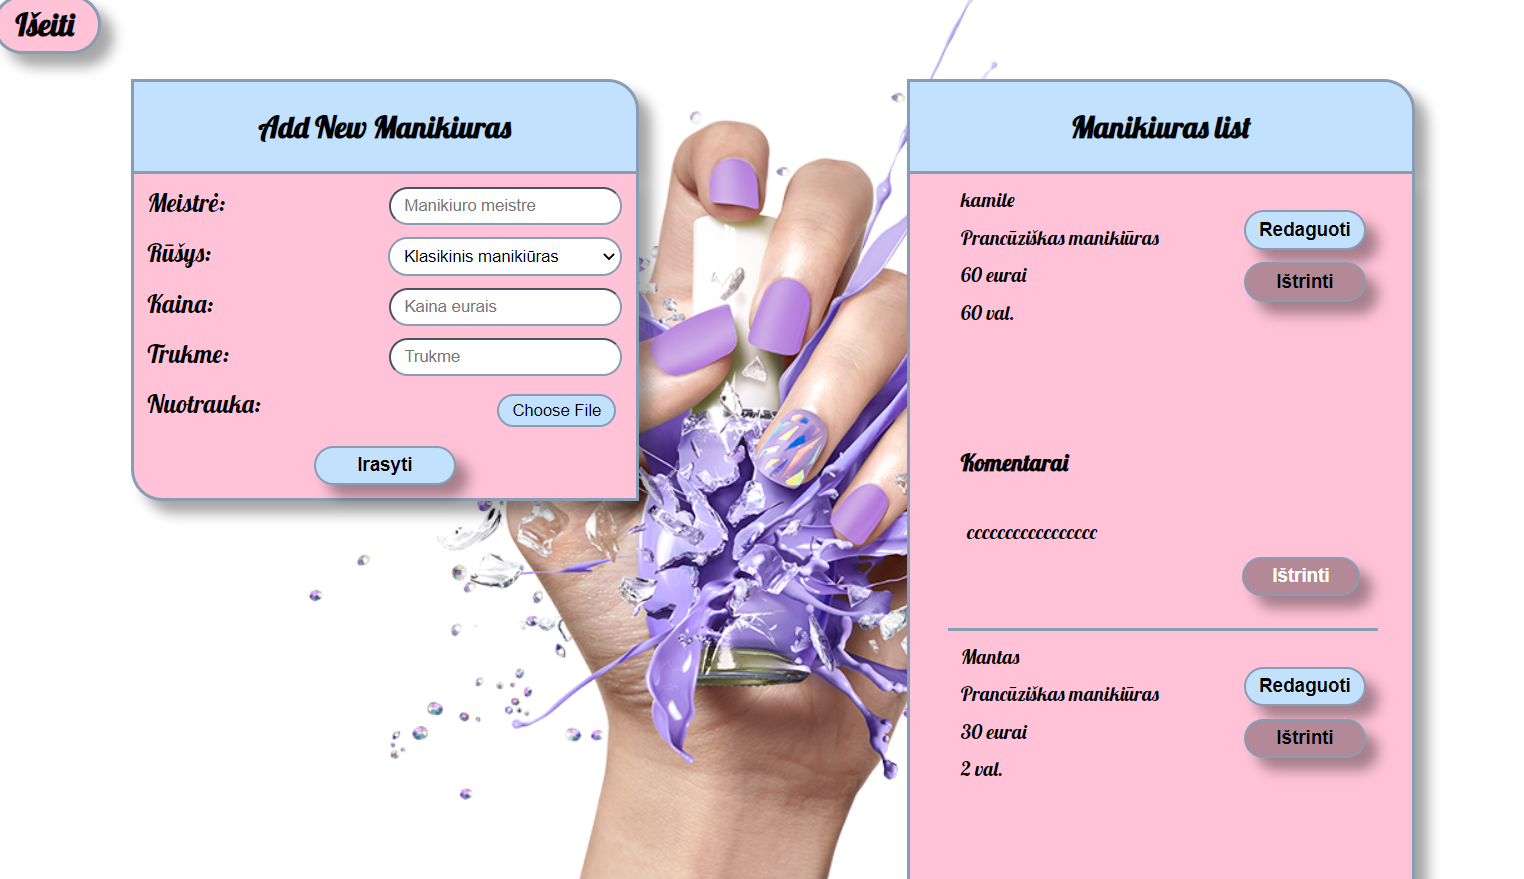 Išeiti
Add New Manikiuras
Meistrė:
Manikiuro meistre
Rūšys:
Klasikinis manikiūras
Kaina:
Kaina eurais
Trukme:
Trukme
Nuotrauka:
Choose File
Irasyti
Manikiuras list
kamile
Prancūziškas manikiūras
60 eurai
60 val.
Redaguoti
Ištrinti
Komentarai
ccccccccccccccccc
Ištrinti
Mantas
Prancūziškas manikiūras
30 eurai
2 val.
Redaguoti
Ištrinti